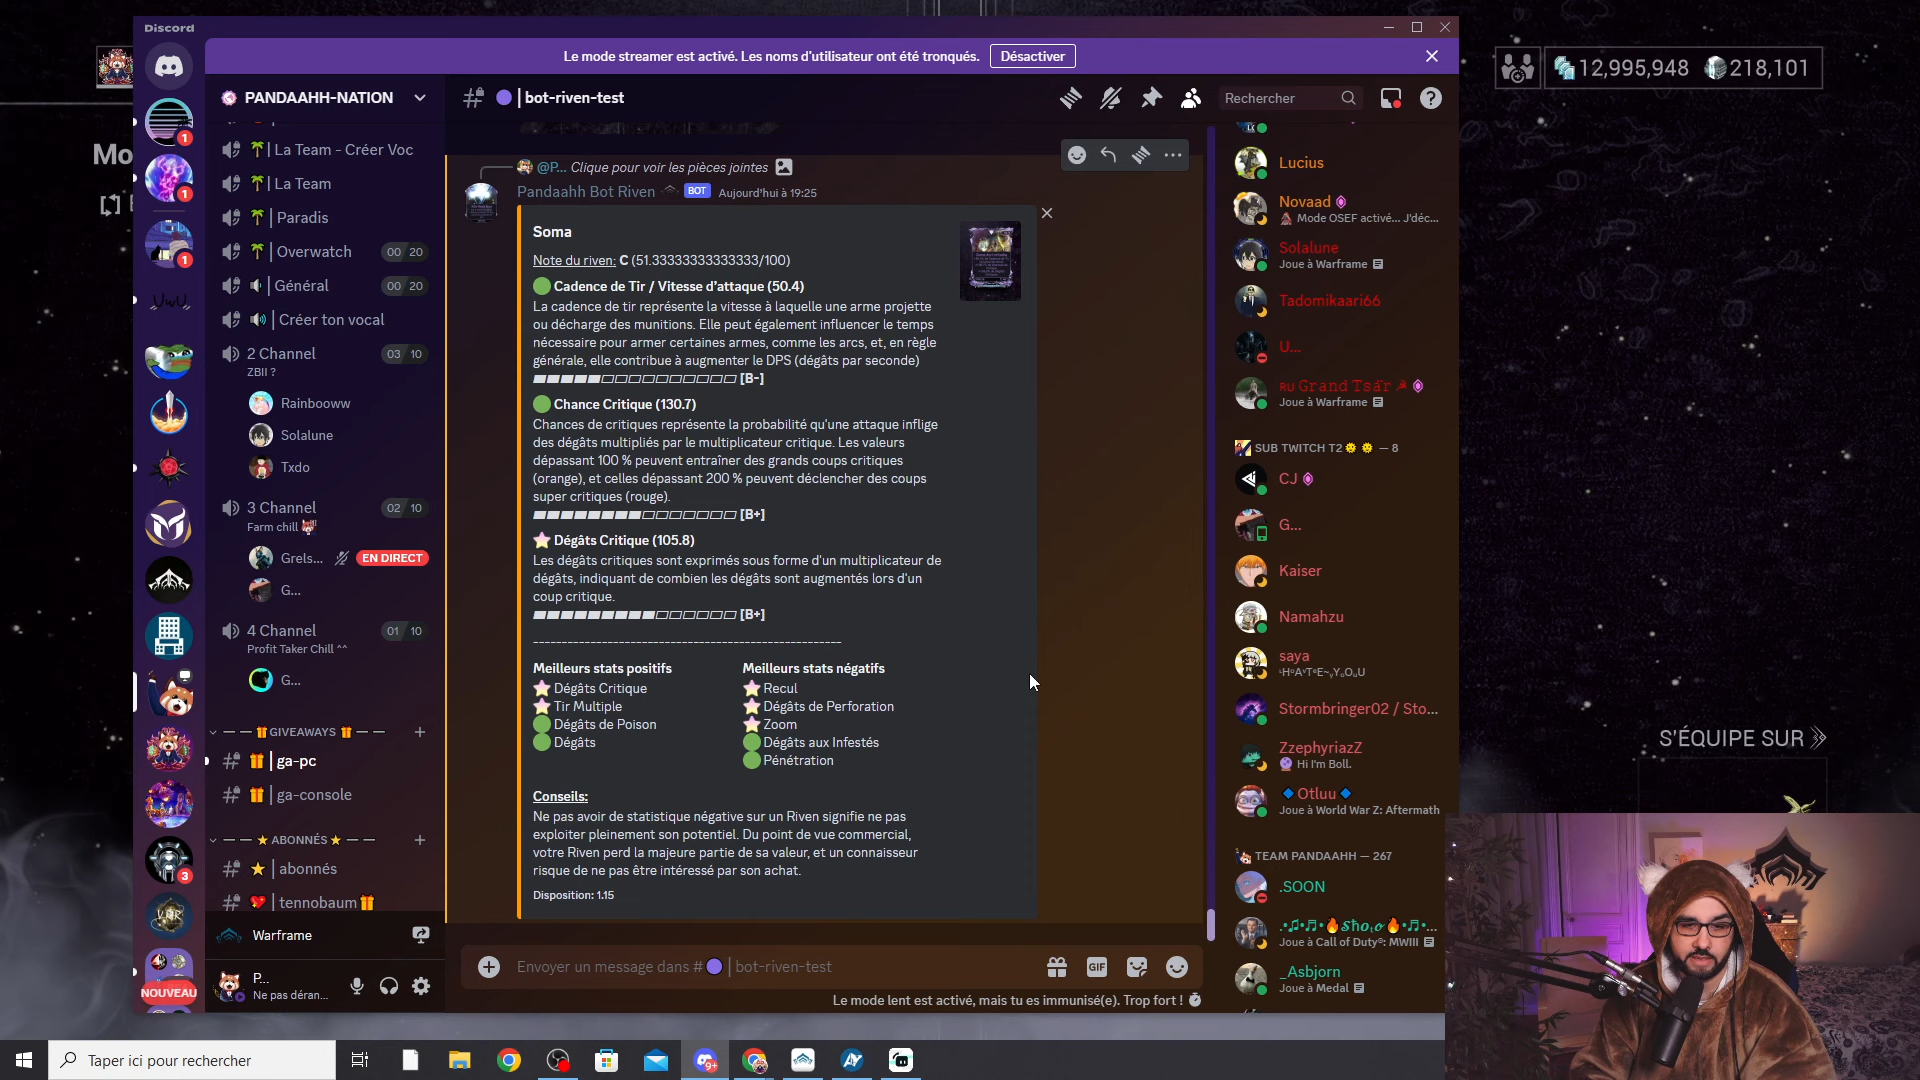 Discord
Le mode streamer est activé. Les noms d'utilisateur ont été tronqués.
Désactiver
12,995,948
218,101
PANDAAHH-NATION
| La Team - Créer Voc
| La Team
| Paradis
| Overwatch
00 20
| Général
00 20
| Créer ton vocal
2 Channel
03 10
ZBII ?
Rainbooww
Solalune
Txdo
3 Channel
02 10
Farm chill
Grels...
EN DIRECT
G...
4 Channel
01 10
Profit Taker Chill ^^
G...
GIVEAWAYS
| ga-pc
ga-console
ABONNÉS
| abonnés
| tennobaum
Warframe
P...
Ne pas déran...
NOUVEAU
| bot-riven-test
Rechercher
@P... Clique pour voir les pièces jointes
Pandaahh Bot Riven
BOT
Aujourd'hui à 19:25
Soma
Note du riven: C (51.33333333333333/100)
Cadence de Tir / Vitesse d'attaque (50.4)
La cadence de tir représente la vitesse à laquelle une arme projette
ou décharge des munitions. Elle peut également influencer le temps
nécessaire pour armer certaines armes, comme les arcs, et, en règle
générale, elle contribue à augmenter le DPS (dégâts par seconde)
[B-]
Chance Critique (130.7)
Chances de critiques représente la probabilité qu'une attaque inflige
des dégâts multipliés par le multiplicateur critique. Les valeurs
dépassant 100 % peuvent entraîner des grands coups critiques
(orange), et celles dépassant 200 % peuvent déclencher des coups
super critiques (rouge).
[B+]
Dégâts Critique (105.8)
Les dégâts critiques sont exprimés sous forme d'un multiplicateur de
dégâts, indiquant de combien les dégâts sont augmentés lors d'un
coup critique.
[B+]
Meilleurs stats positifs
Dégâts Critique
Tir Multiple
Dégâts de Poison
Dégâts
Meilleurs stats négatifs
Recul
Dégâts de Perforation
Zoom
Dégâts aux Infestés
Pénétration
Conseils:
Ne pas avoir de statistique négative sur un Riven signifie ne pas
exploiter pleinement son potentiel. Du point de vue commercial,
votre Riven perd la majeure partie de sa valeur, et un connaisseur
risque de ne pas être intéressé par son achat.
Disposition: 1.15
Envoyer un message dans # | bot-riven-test
GIF
Le mode lent est activé, mais tu es immunisé(e). Trop fort !
Lucius
Novaad
Mode OSEF activé... J'déc...
Solalune
Joue à Warframe
Tadomikaari66
U...
RU Grand Tsar
Joue à Warframe
SUB TWITCH T2 — 8
CJ
G...
Kaiser
Namahzu
saya
Stormbringer02 / Sto...
ZzephyriazZ
Hi I'm Boll.
Otluu
Joue à World War Z: Aftermath
TEAM PANDAAHH — 267
.SOON
Joue à Call of Duty®: MWIII
_Asbjorn
Joue à Medal
S'ÉQUIPE SUR
Mo
Taper ici pour rechercher